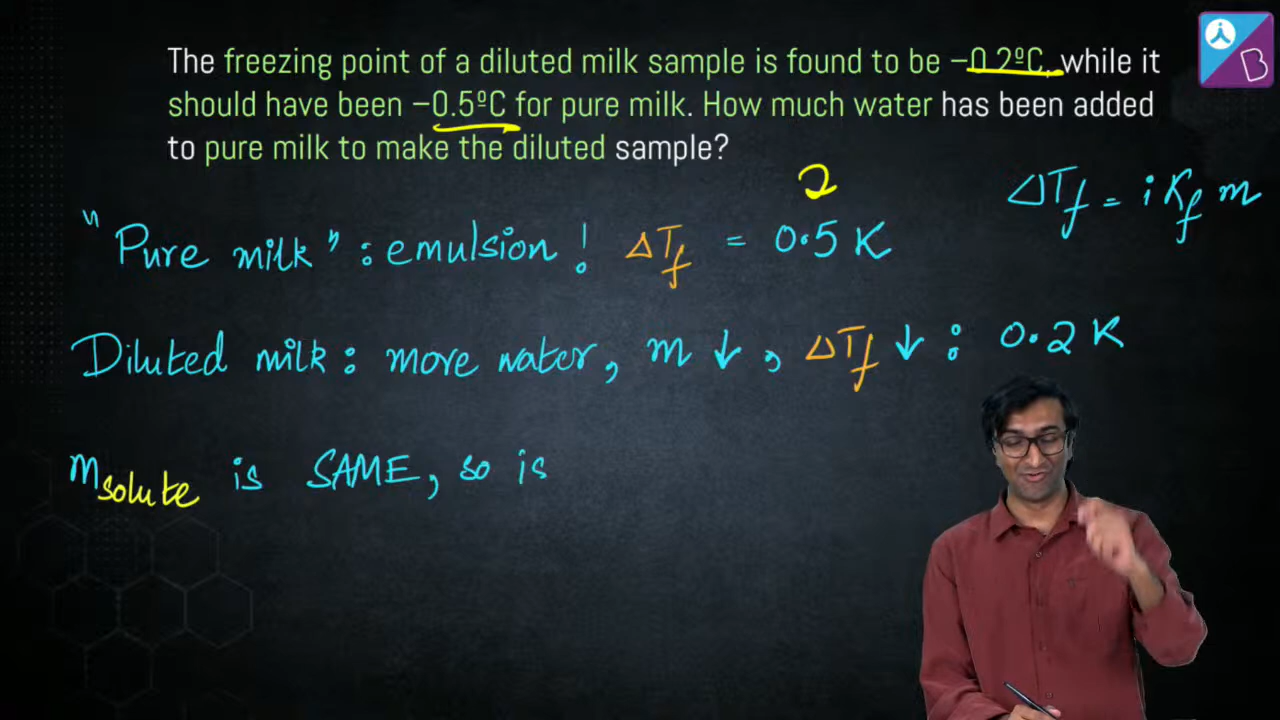 The freezing point of a diluted milk sample is found to be –0.2ºC, while it
should have been –0.5ºC for pure milk. How much water has been added
to pure milk to make the diluted sample?
2
ΔTf = i Kf m
"Pure milk" : emulsion! ΔTf = 0.5 K
Diluted milk: more water, m ↓, ΔTf ↓ : 0.2 K
msolute is SAME, so is
B